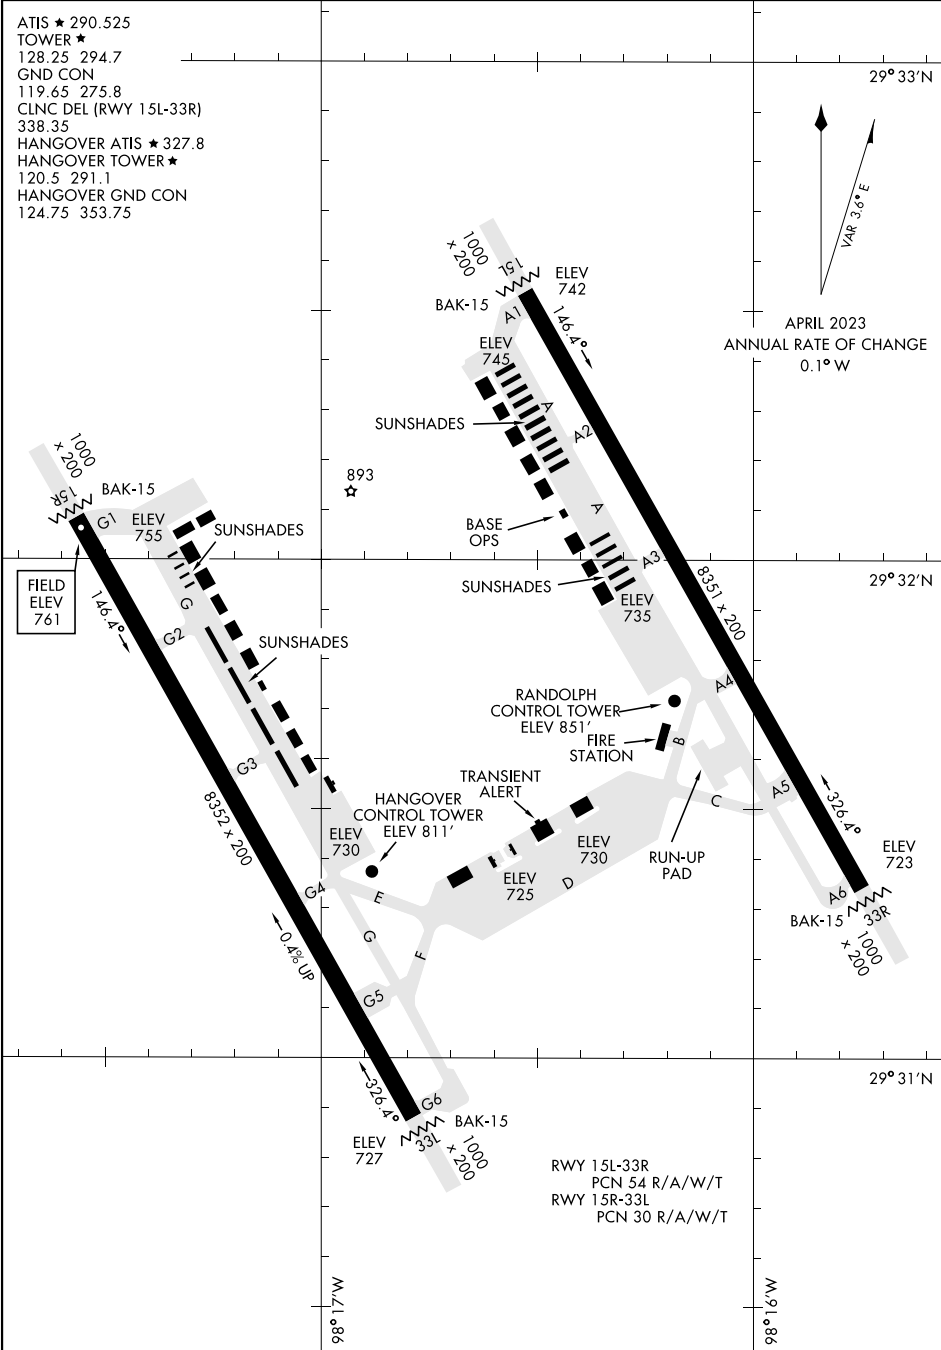 ATIS ★ 290.525
TOWER ★
128.25 294.7
GND CON
119.65 275.8
CLNC DEL (RWY 15L-33R)
338.35
HANGOVER ATIS ★ 327.8
HANGOVER TOWER ★
120.5 291.1
HANGOVER GND CON
124.75 353.75
29°33'N
VAR 3.6° E
APRIL 2023
ANNUAL RATE OF CHANGE
0.1° W
1000
x 200
15L
ELEV
742
BAK-15
A1
146.4°
ELEV
745
A
A2
SUNSHADES
893
1000
x 200
15R
BAK-15
G1
ELEV
755
SUNSHADES
BASE
OPS
A
A3
29°32'N
FIELD
ELEV
761
146.4°
G
G2
SUNSHADES
SUNSHADES
ELEV
735
8351 x 200
RANDOLPH
CONTROL TOWER
ELEV 851'
A4
FIRE
STATION
B
G3
8352 x 200
TRANSIENT
ALERT
HANGOVER
CONTROL TOWER
ELEV 811'
C
A5
326.4°
ELEV
730
ELEV
730
RUN-UP
PAD
ELEV
723
ELEV
725
D
G4
E
A6
BAK-15
33R
1000
x 200
G
F
0.4% UP
G5
29°31'N
326.4°
G6
BAK-15
33L
1000
x 200
ELEV
727
RWY 15L-33R
PCN 54 R/A/W/T
RWY 15R-33L
PCN 30 R/A/W/T
98°17'W
98°16'W